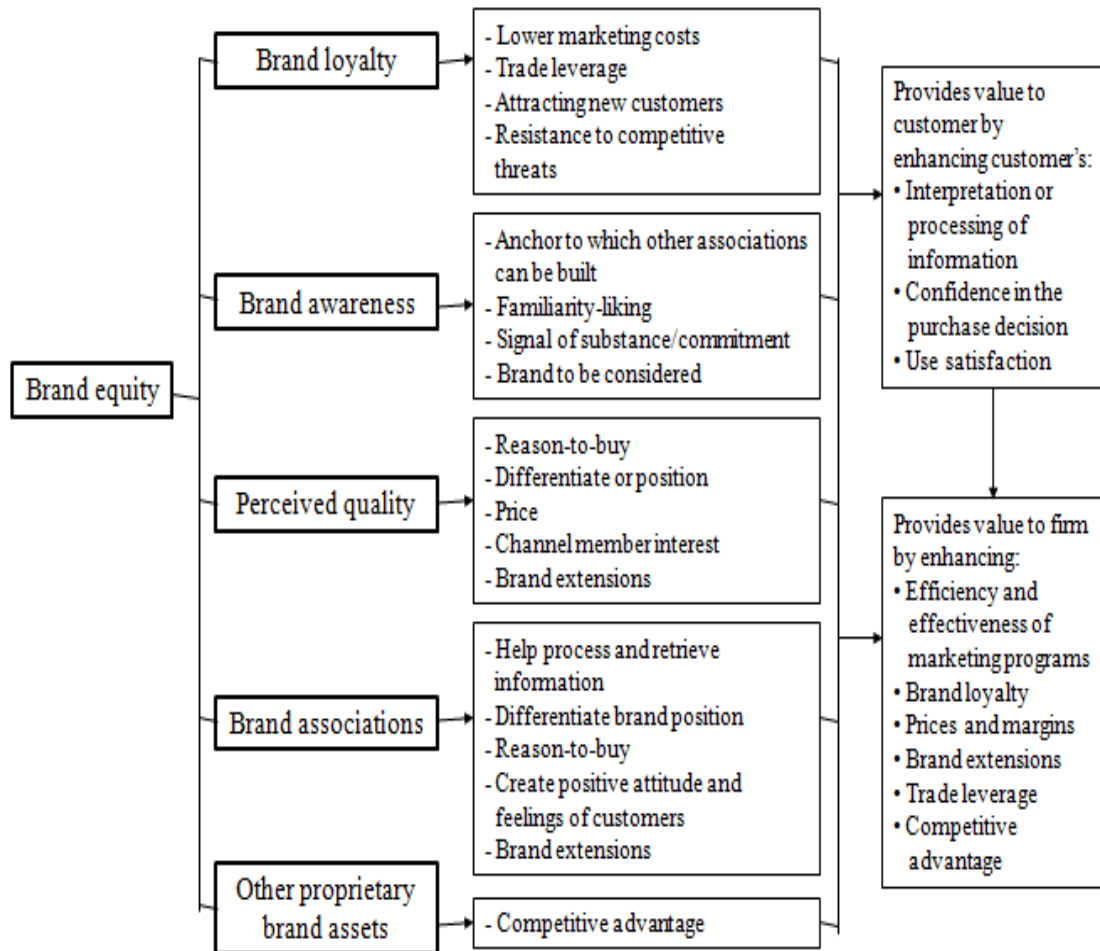 Brand equity
Brand loyalty
- Lower marketing costs
- Trade leverage
- Attracting new customers
- Resistance to competitive
threats
Brand awareness
- Anchor to which other associations
can be built
- Familiarity-liking
- Signal of substance/commitment
- Brand to be considered
Perceived quality
- Reason-to-buy
- Differentiate or position
- Price
- Channel member interest
- Brand extensions
Brand associations
- Help process and retrieve
information
- Differentiate brand position
- Reason-to-buy
- Create positive attitude and
feelings of customers
- Brand extensions
Other proprietary
brand assets
- Competitive advantage
Provides value to
customer by
enhancing customer’s:
• Interpretation or
processing of
information
• Confidence in the
purchase decision
• Use satisfaction
Provides value to firm
by enhancing:
• Efficiency and
effectiveness of
marketing programs
• Brand loyalty
• Prices and margins
• Brand extensions
• Trade leverage
• Competitive
advantage